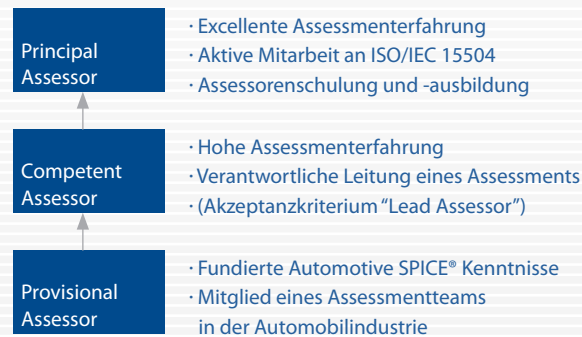 Principal
Assessor
· Excellente Assessmenterfahrung
· Aktive Mitarbeit an ISO/IEC 15504
· Assessorenschulung und -ausbildung
Competent
Assessor
· Hohe Assessmenterfahrung
· Verantwortliche Leitung eines Assessments
· (Akzeptanzkriterium “Lead Assessor”)
Provisional
Assessor
· Fundierte Automotive SPICE® Kenntnisse
· Mitglied eines Assessmentteams
in der Automobilindustrie